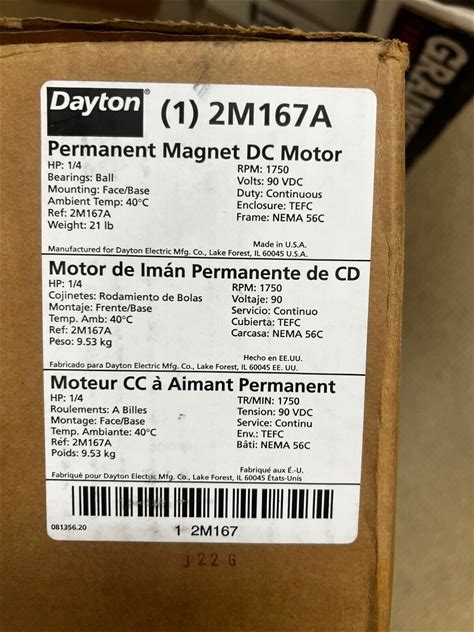 Dayton® (1) 2M167A
Permanent Magnet DC Motor
HP: 1/4 RPM: 1750
Bearings: Ball Volts: 90 VDC
Mounting: Face/Base Duty: Continuous
Ambient Temp: 40°C Enclosure: TEFC
Ref: 2M167A Frame: NEMA 56C
Weight: 21 lb
Made in U.S.A.
Manufactured for Dayton Electric Mfg. Co., Lake Forest, IL 60045 U.S.A.
Motor de Imán Permanente de CD
HP: 1/4 RPM: 1750
Cojinetes: Rodamiento de Bolas Voltaje: 90
Montaje: Frente/Base Servicio: Continuo
Temp. Amb: 40°C Cubierta: TEFC
Ref: 2M167A Carcasa: NEMA 56C
Peso: 9.53 kg
Hecho en EE.UU.
Fabricado para Dayton Electric Mfg. Co., Lake Forest, IL 60045 EE. UU.
Moteur CC à Aimant Permanent
HP: 1/4 TR/MIN: 1750
Roulements: A Billes Tension: 90 VDC
Montage: Face/Base Service: Continu
Temp. Ambiante: 40°C Env.: TEFC
Réf: 2M167A Bâti: NEMA 56C
Poids: 9.53 kg
Fabriqué aux É.-U.
Fabriqué pour Dayton Electric Mfg. Co., Lake Forest, IL 60045 États-Unis
081356.20
1 2M167
J 22 G